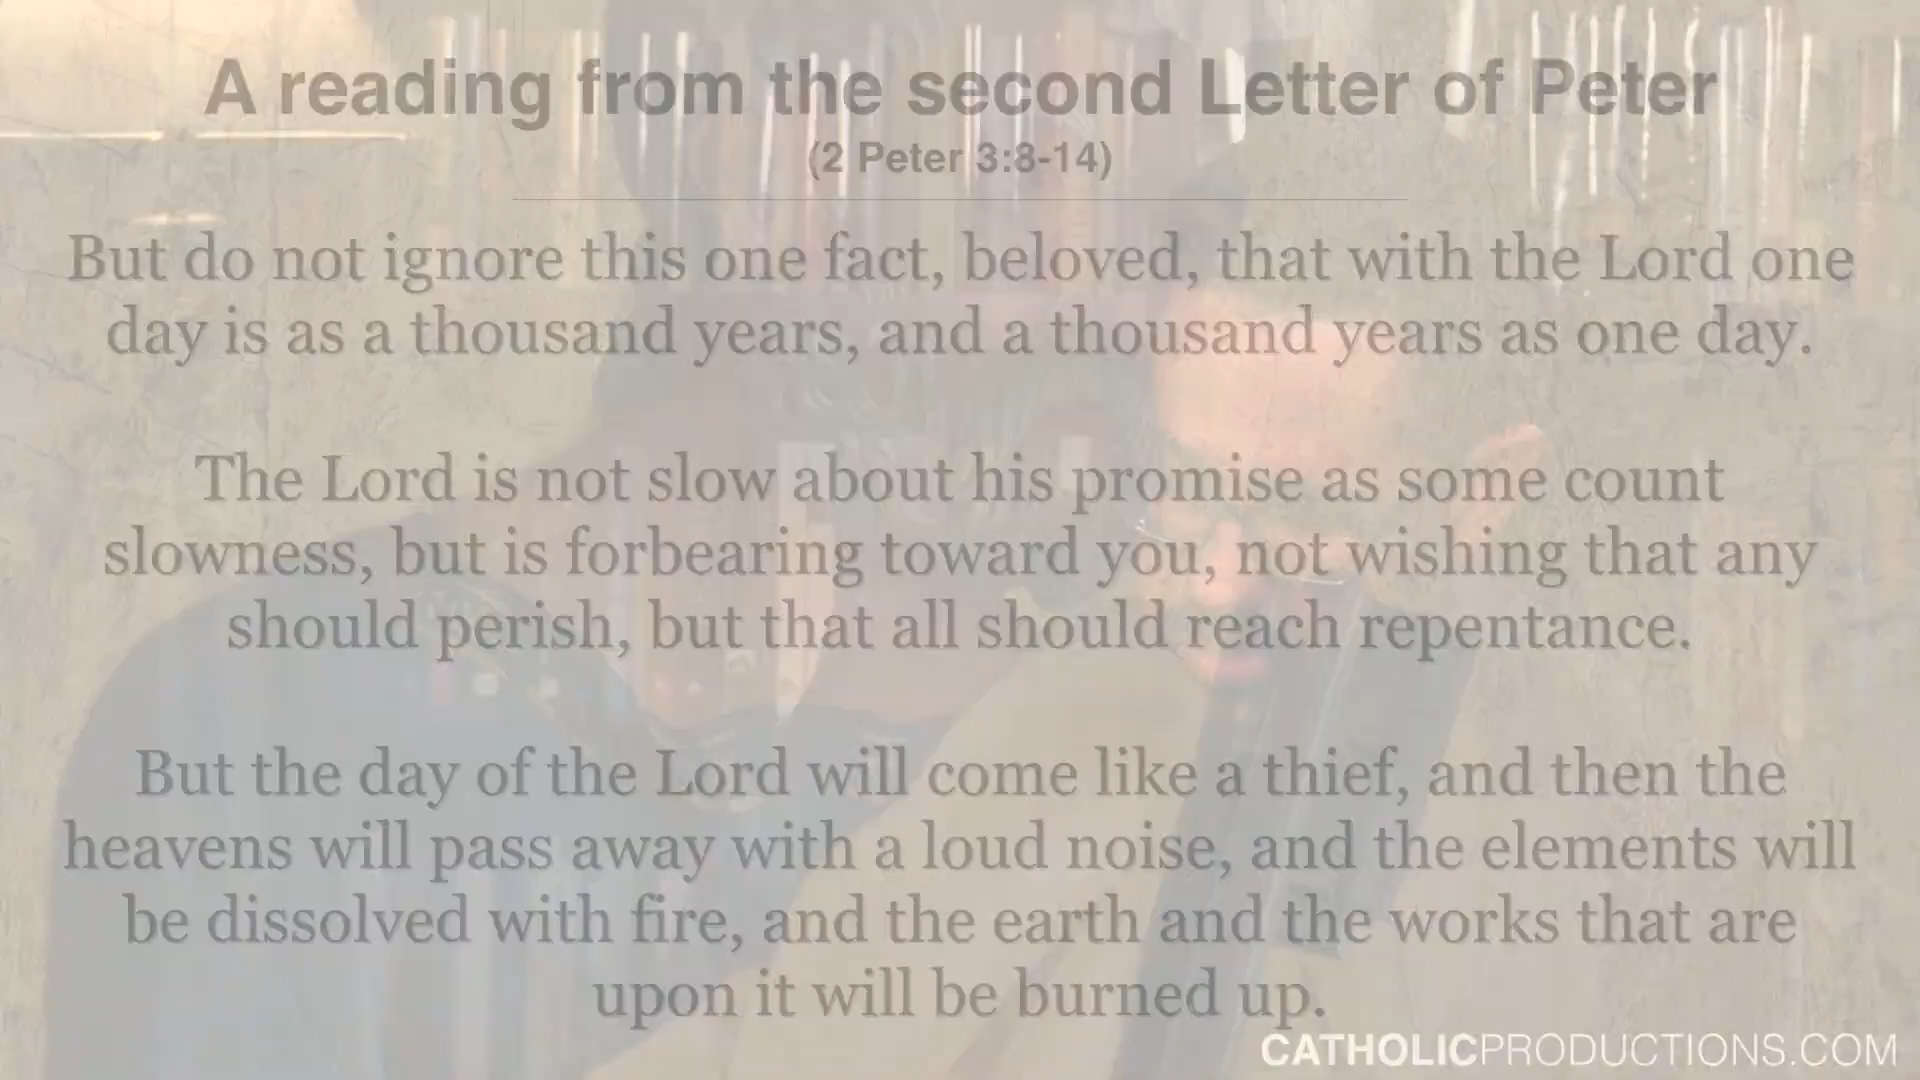 A reading from the second Letter of Peter
(2 Peter 3:8-14)
But do not ignore this one fact, beloved, that with the Lord one
day is as a thousand years, and a thousand years as one day.
The Lord is not slow about his promise as some count
slowness, but is forbearing toward you, not wishing that any
should perish, but that all should reach repentance.
But the day of the Lord will come like a thief, and then the
heavens will pass away with a loud noise, and the elements will
be dissolved with fire, and the earth and the works that are
upon it will be burned up.
CATHOLICPRODUCTIONS.COM